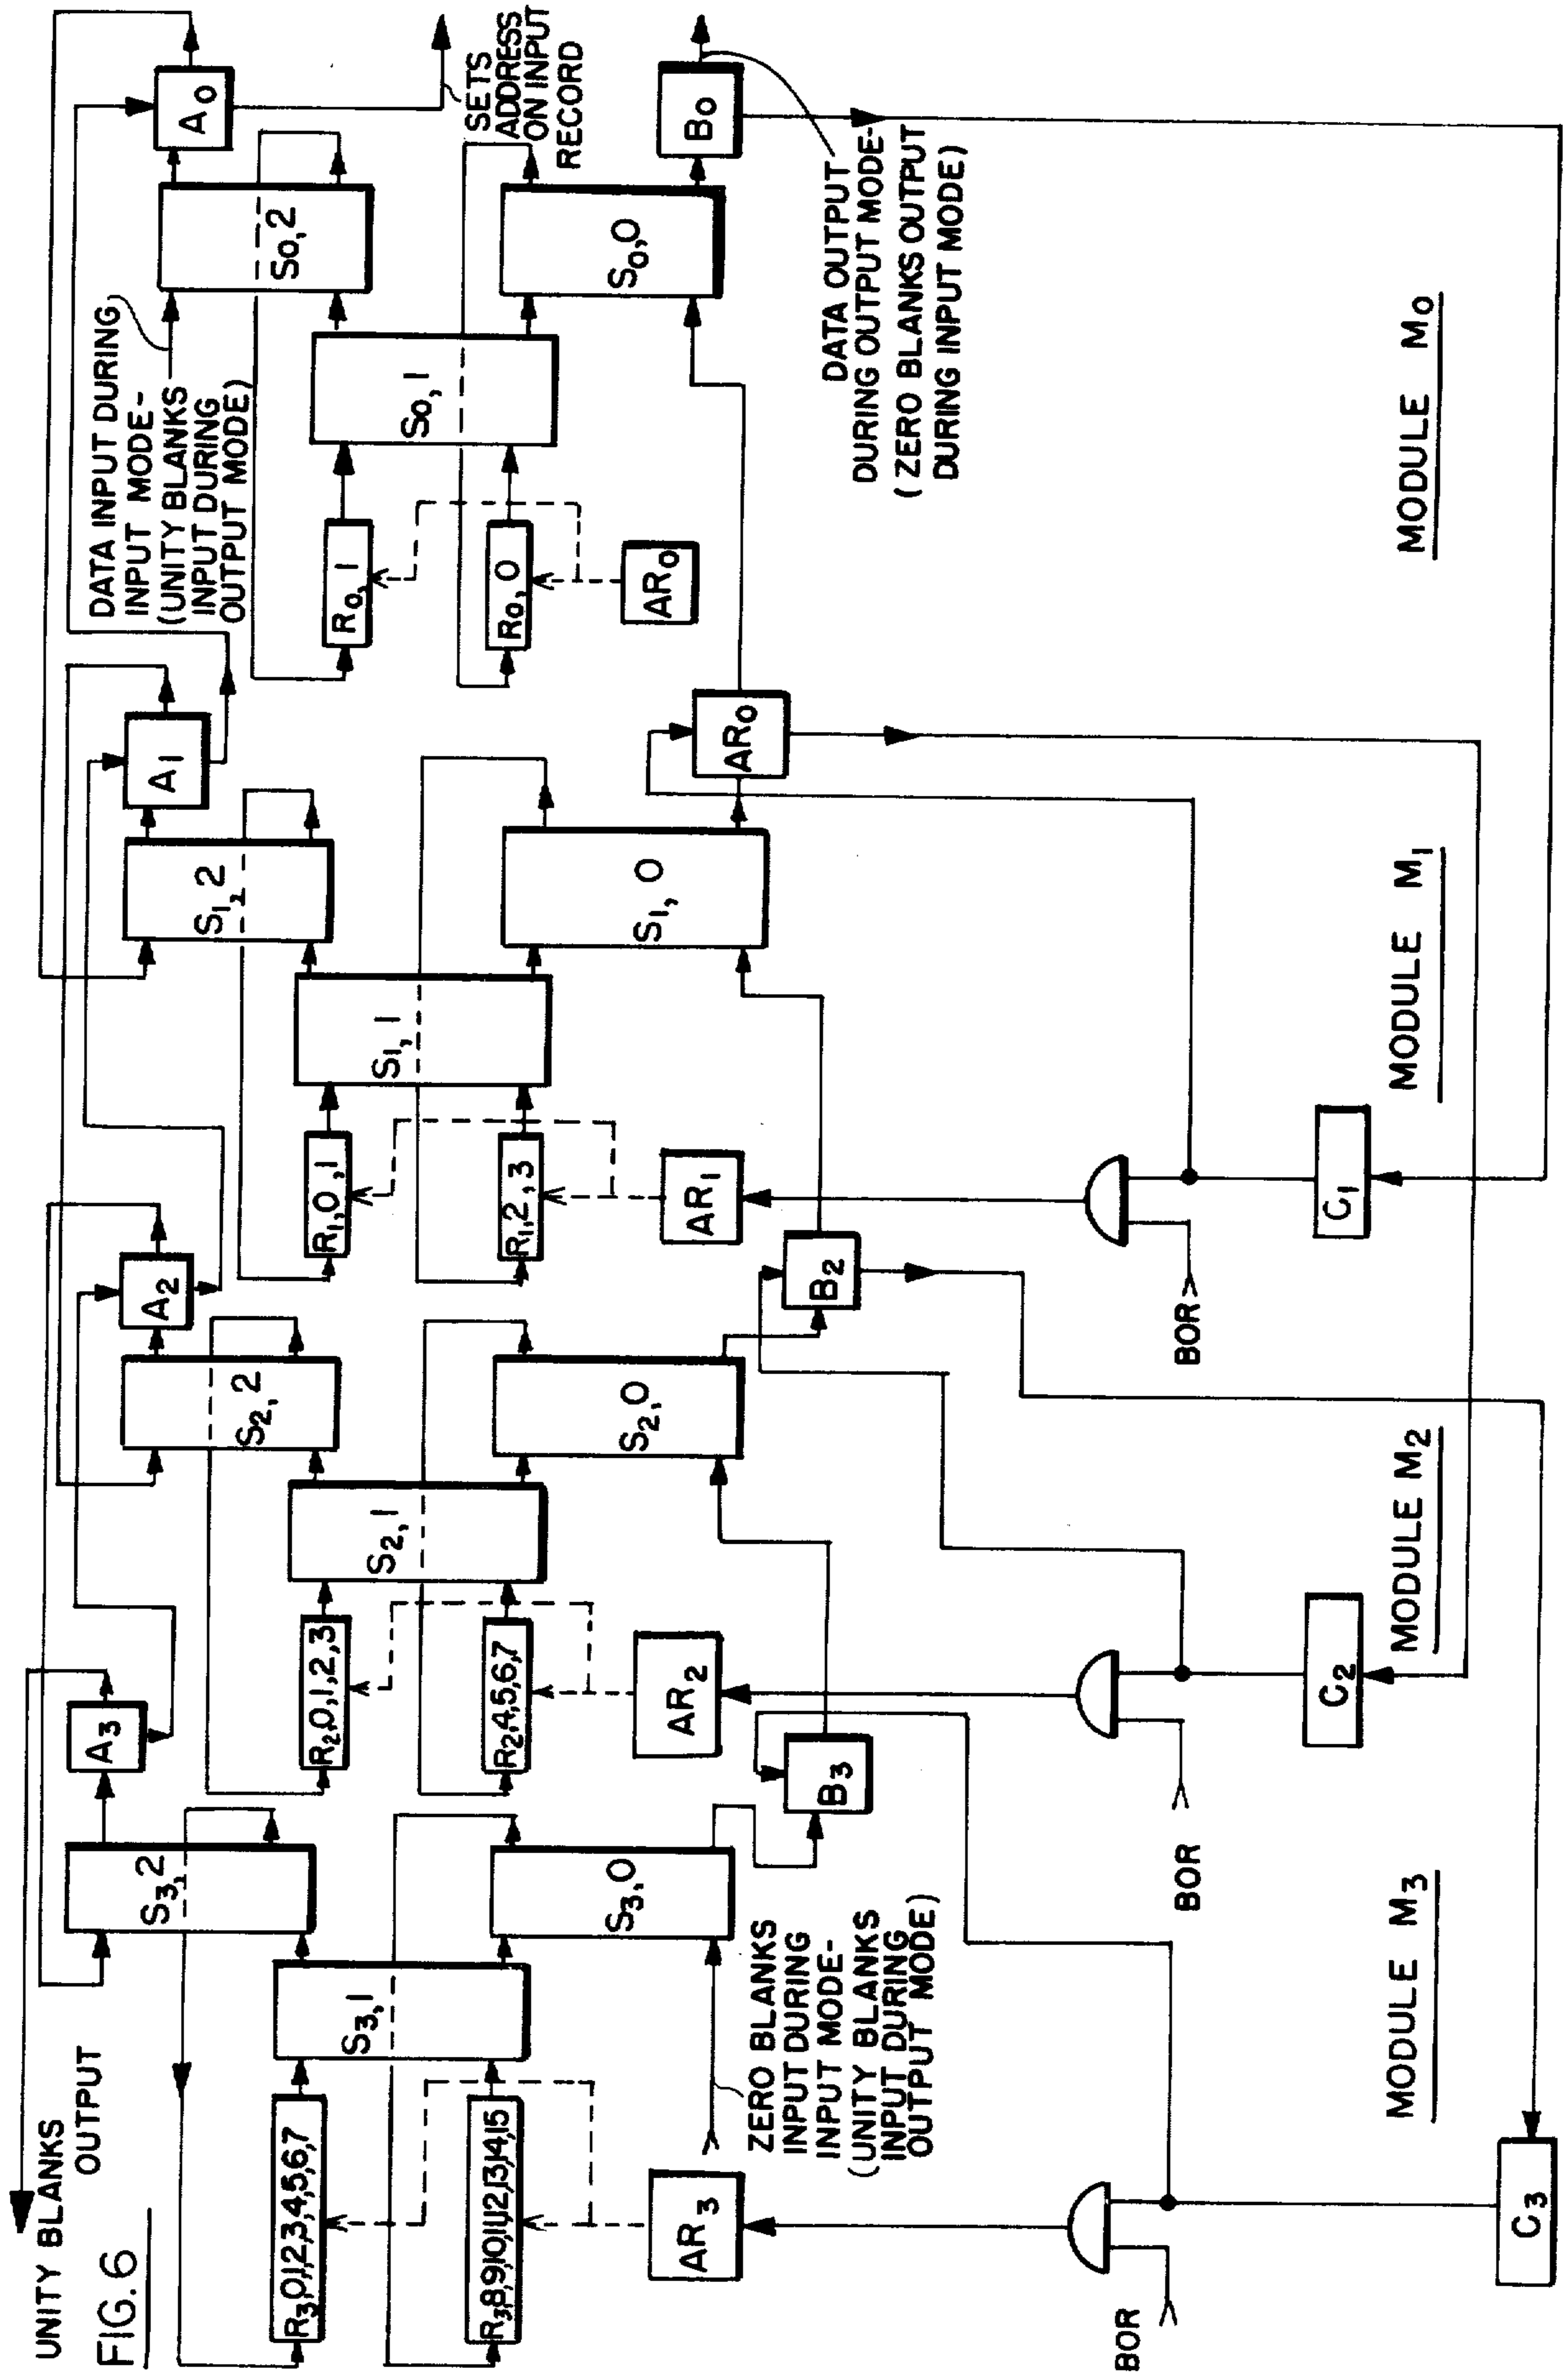 UNITY BLANKS
OUTPUT
FIG. 6
A3
A2
A1
A0
S3,2
S2,2
S1,2
S0,2
DATA INPUT DURING
INPUT MODE-
(UNITY BLANKS
INPUT DURING
OUTPUT MODE)
SETS
ADDRESS
ON INPUT
RECORD
R3,0,1,2,3,4,5,6,7
S3,1
R2,0,1,2,3
S2,1
R1,0,1
S1,1
R0,1
S0,1
R3,8,9,10,11,12,13,14,15
S3,0
R2,4,5,6,7
S2,0
R1,2,3
S1,0
R0,0
S0,0
AR3
AR2
AR1
AR0
B3
B2
AR0
B0
ZERO BLANKS
INPUT DURING
INPUT MODE-
(UNITY BLANKS
INPUT DURING
OUTPUT MODE)
DATA OUTPUT
DURING OUTPUT MODE-
(ZERO BLANKS OUTPUT
DURING INPUT MODE)
BOR
BOR
BOR
C3
C2
C1
MODULE M3
MODULE M2
MODULE M1
MODULE M0